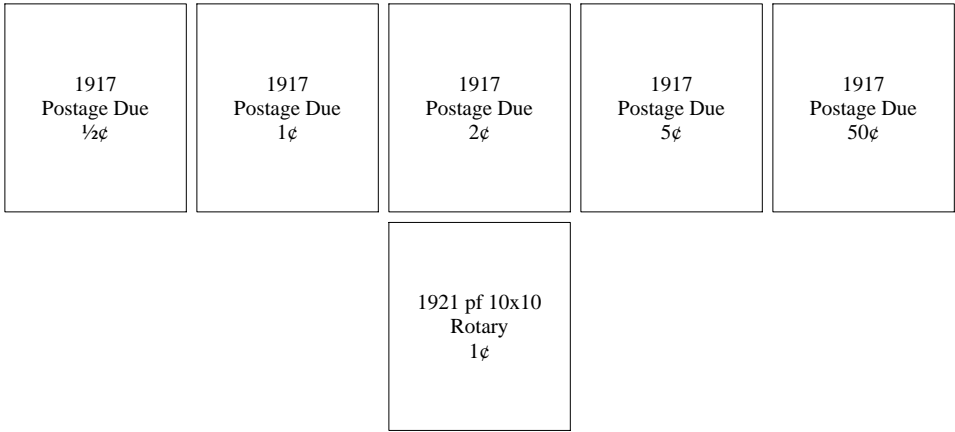 1917
Postage Due
½¢
1917
Postage Due
1¢
1917
Postage Due
2¢
1917
Postage Due
5¢
1917
Postage Due
50¢
1921 pf 10x10
Rotary
1¢